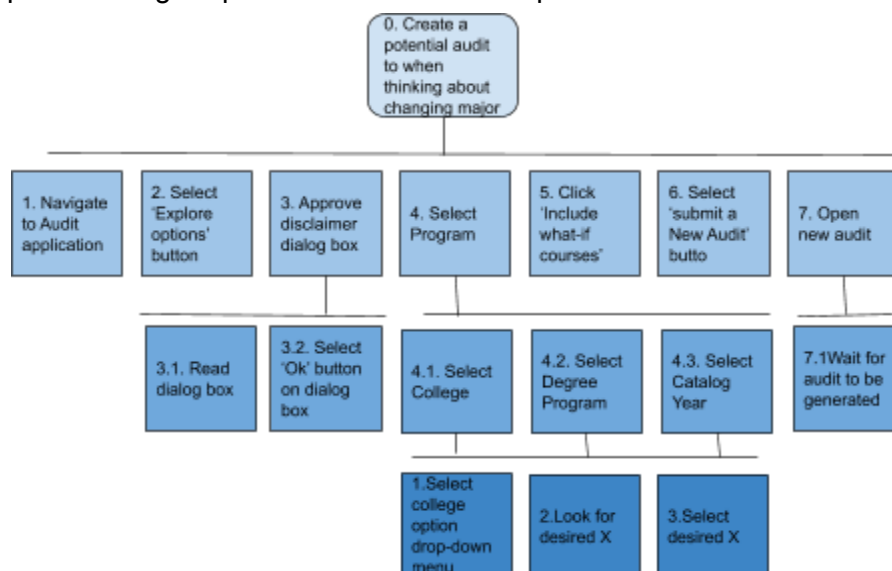 0. Create a
potential audit
to when
thinking about
changing major
1. Navigate
to Audit
application
2. Select
'Explore
options'
button
3. Approve
disclaimer
dialog box
4. Select
Program
5. Click
'Include
what-if
courses'
6. Select
'submit a
New Audit'
butto
7. Open
new audit
3.1. Read
dialog box
3.2. Select
'Ok' button
on dialog
box
4.1. Select
College
4.2. Select
Degree
Program
4.3. Select
Catalog
Year
7.1Wait for
audit to be
generated
1.Select
college
option
drop-down
menu
2.Look for
desired X
3.Select
desired X